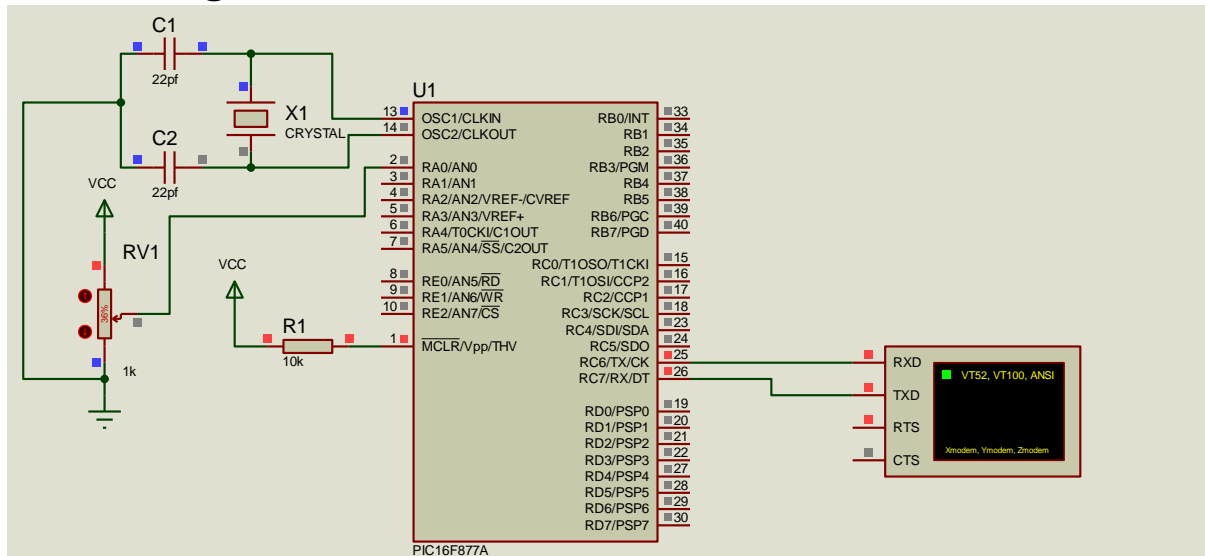 C1
22pf
X1
CRYSTAL
C2
22pf
VCC
RV1
36%
1k
VCC
R1
10k
U1
13 OSC1/CLKIN
14 OSC2/CLKOUT
2 RA0/AN0
3 RA1/AN1
4 RA2/AN2/VREF-/CVREF
5 RA3/AN3/VREF+
6 RA4/T0CKI/C1OUT
7 RA5/AN4/SS/C2OUT
8 RE0/AN5/RD
9 RE1/AN6/WR
10 RE2/AN7/CS
1 MCLR/Vpp/THV
RB0/INT 33
RB1 34
RB2 35
RB3/PGM 36
RB4 37
RB5 38
RB6/PGC 39
RB7/PGD 40
RC0/T1OSO/T1CKI 15
RC1/T1OSI/CCP2 16
RC2/CCP1 17
RC3/SCK/SCL 18
RC4/SDI/SDA 23
RC5/SDO 24
RC6/TX/CK 25
RC7/RX/DT 26
RD0/PSP0 19
RD1/PSP1 20
RD2/PSP2 21
RD3/PSP3 22
RD4/PSP4 27
RD5/PSP5 28
RD6/PSP6 29
RD7/PSP7 30
PIC16F877A
RXD
TXD
RTS
CTS
VT52, VT100, ANSI
Xmodem, Ymodem, Zmodem